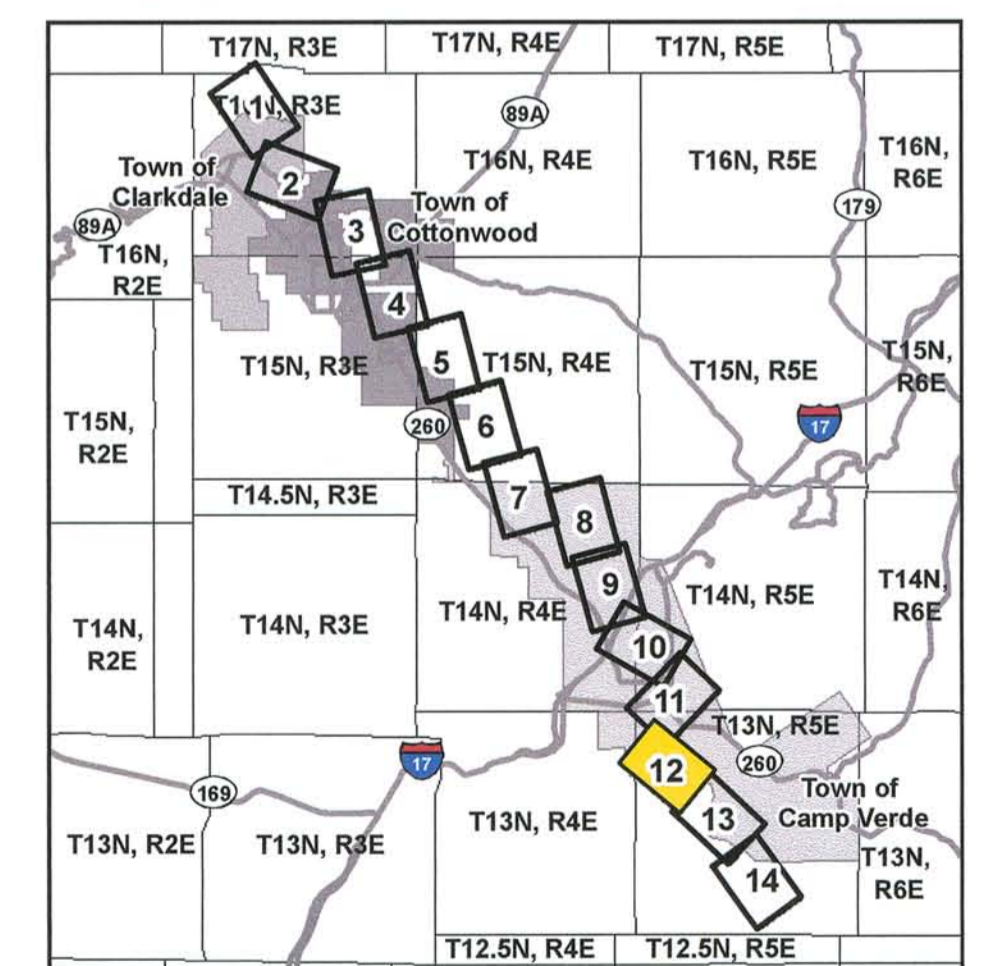 T17N, R3E
T17N, R4E
T17N, R5E
T16N, R3E
1
89A
T16N, R4E
T16N, R5E
T16N,
R6E
Town of
Clarkdale
2
179
Town of
Cottonwood
3
89A
T16N,
R2E
4
T15N, R3E
5
T15N, R4E
T15N, R5E
T15N,
R6E
T15N,
R2E
260
6
17
T14.5N, R3E
7
8
9
T14N, R4E
T14N, R5E
T14N,
R6E
T14N,
R2E
T14N, R3E
10
11
T13N, R5E
17
12
260
169
Town of
Camp Verde
13
T13N, R4E
T13N, R2E
T13N, R3E
T13N,
R6E
14
T12.5N, R4E
T12.5N, R5E